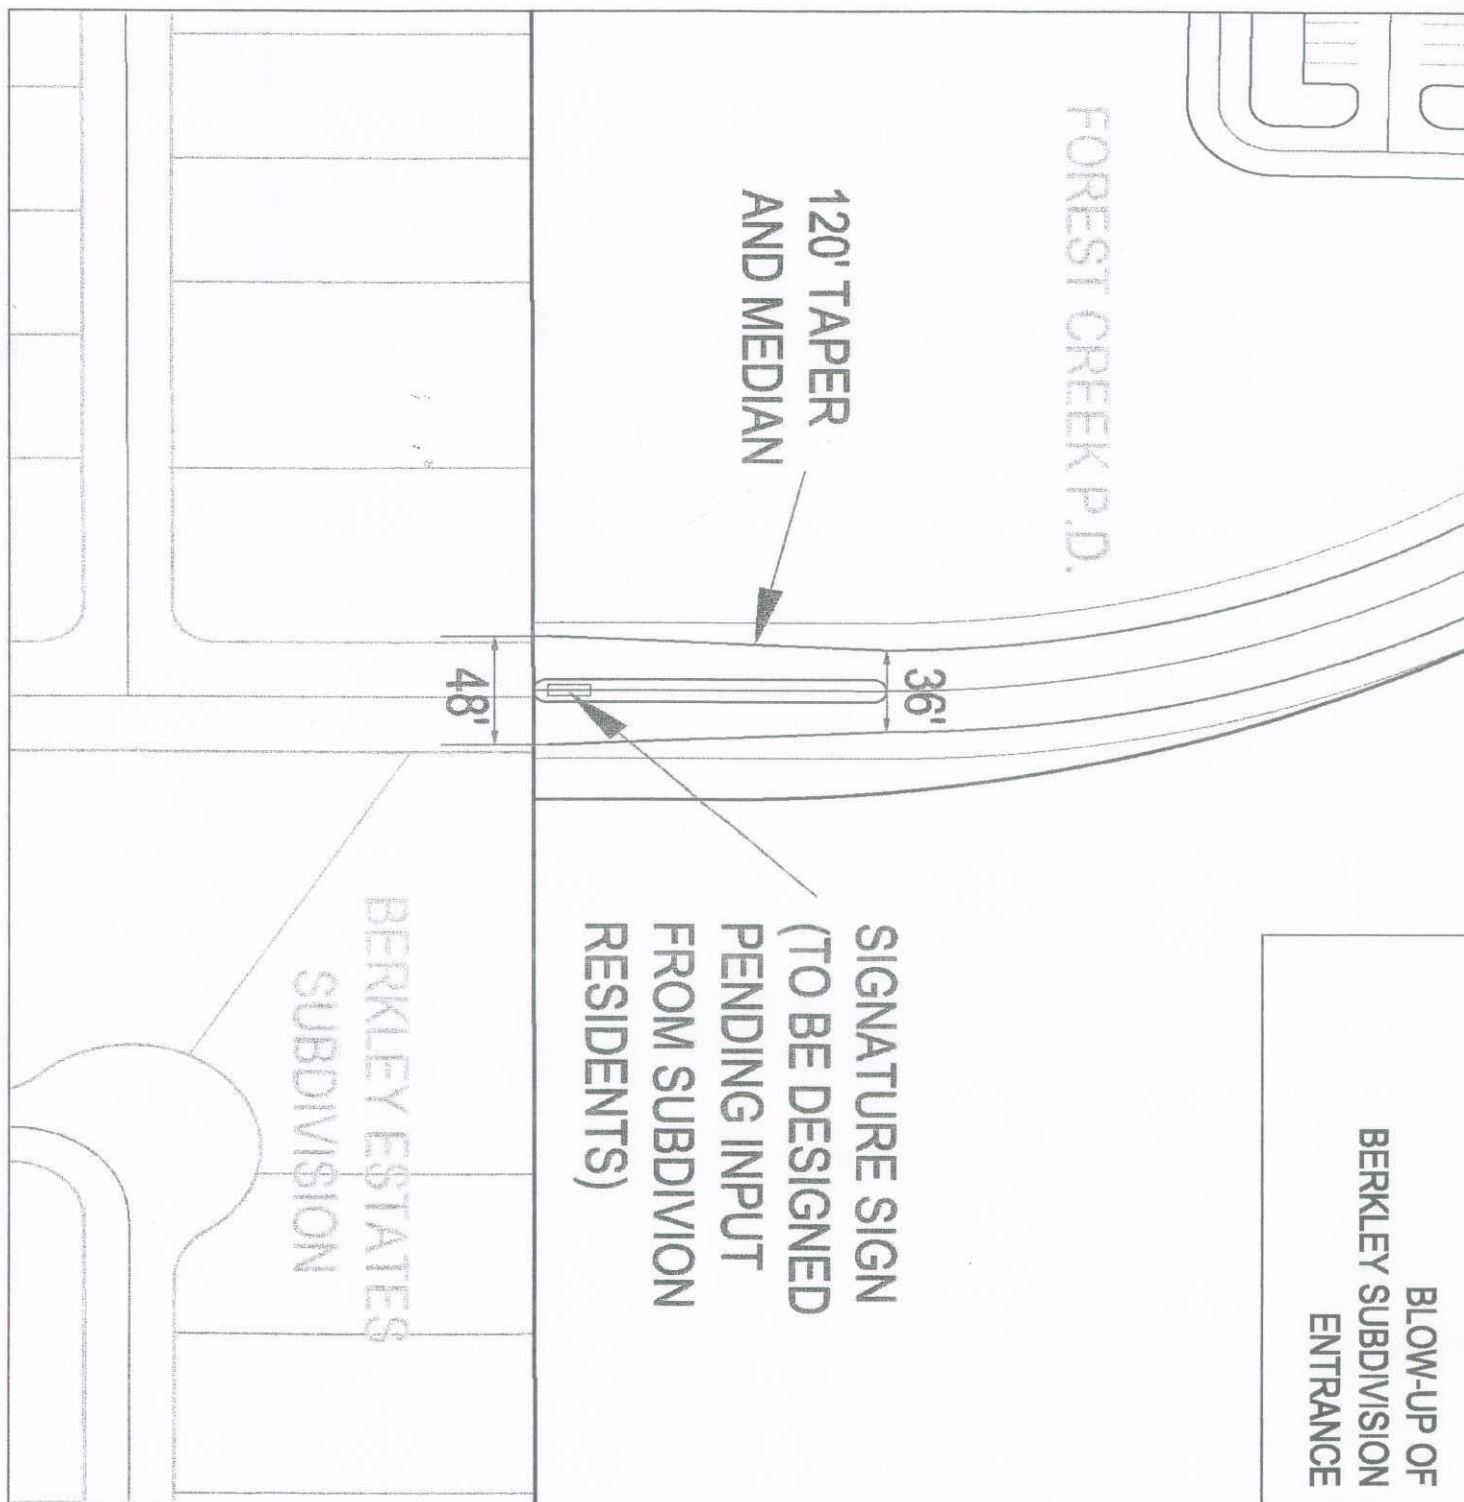 FOREST CREEK P.D.
120' TAPER
AND MEDIAN
36'
48'
SIGNATURE SIGN
(TO BE DESIGNED
PENDING INPUT
FROM SUBDIVION
RESIDENTS)
BERKLEY ESTATES
SUBDIVISION
BLOW-UP OF
BERKLEY SUBDIVISION
ENTRANCE